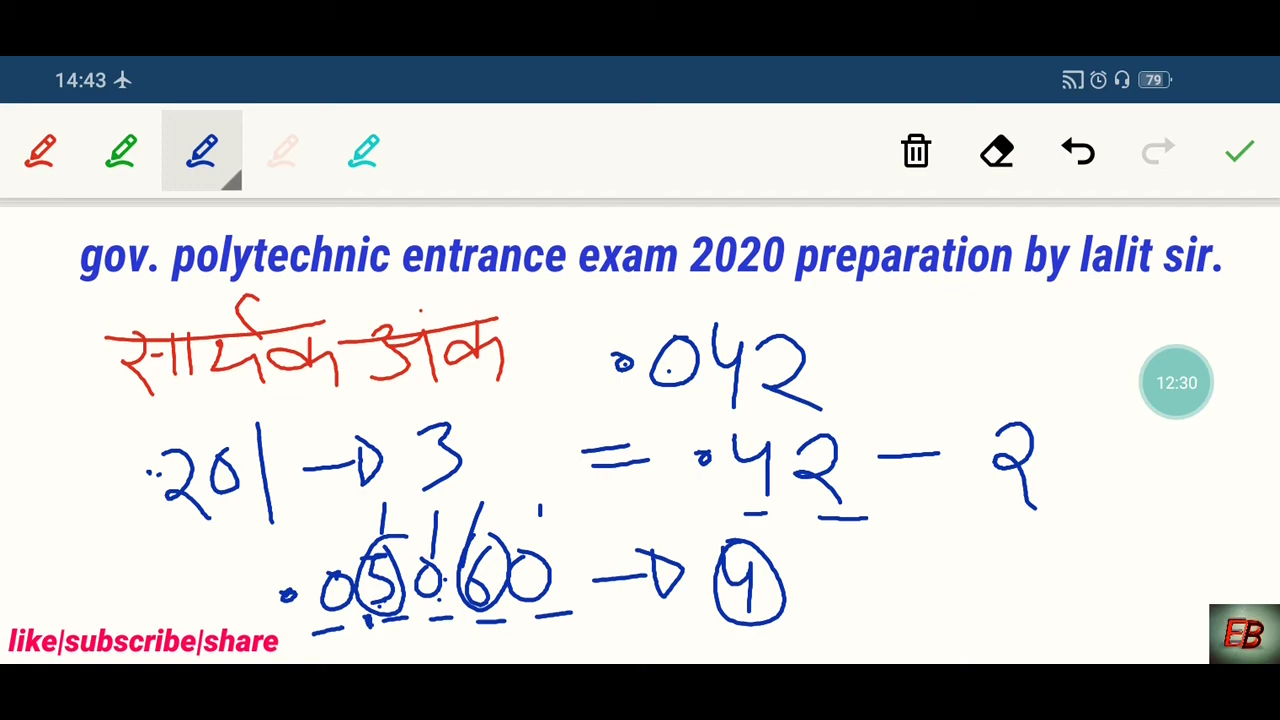 14:43
79
gov. polytechnic entrance exam 2020 preparation by lalit sir.
सार्थक अंक
.042
12:30
.201 → 3
= .42 — 2
.05060 → 4
like|subscribe|share
EB